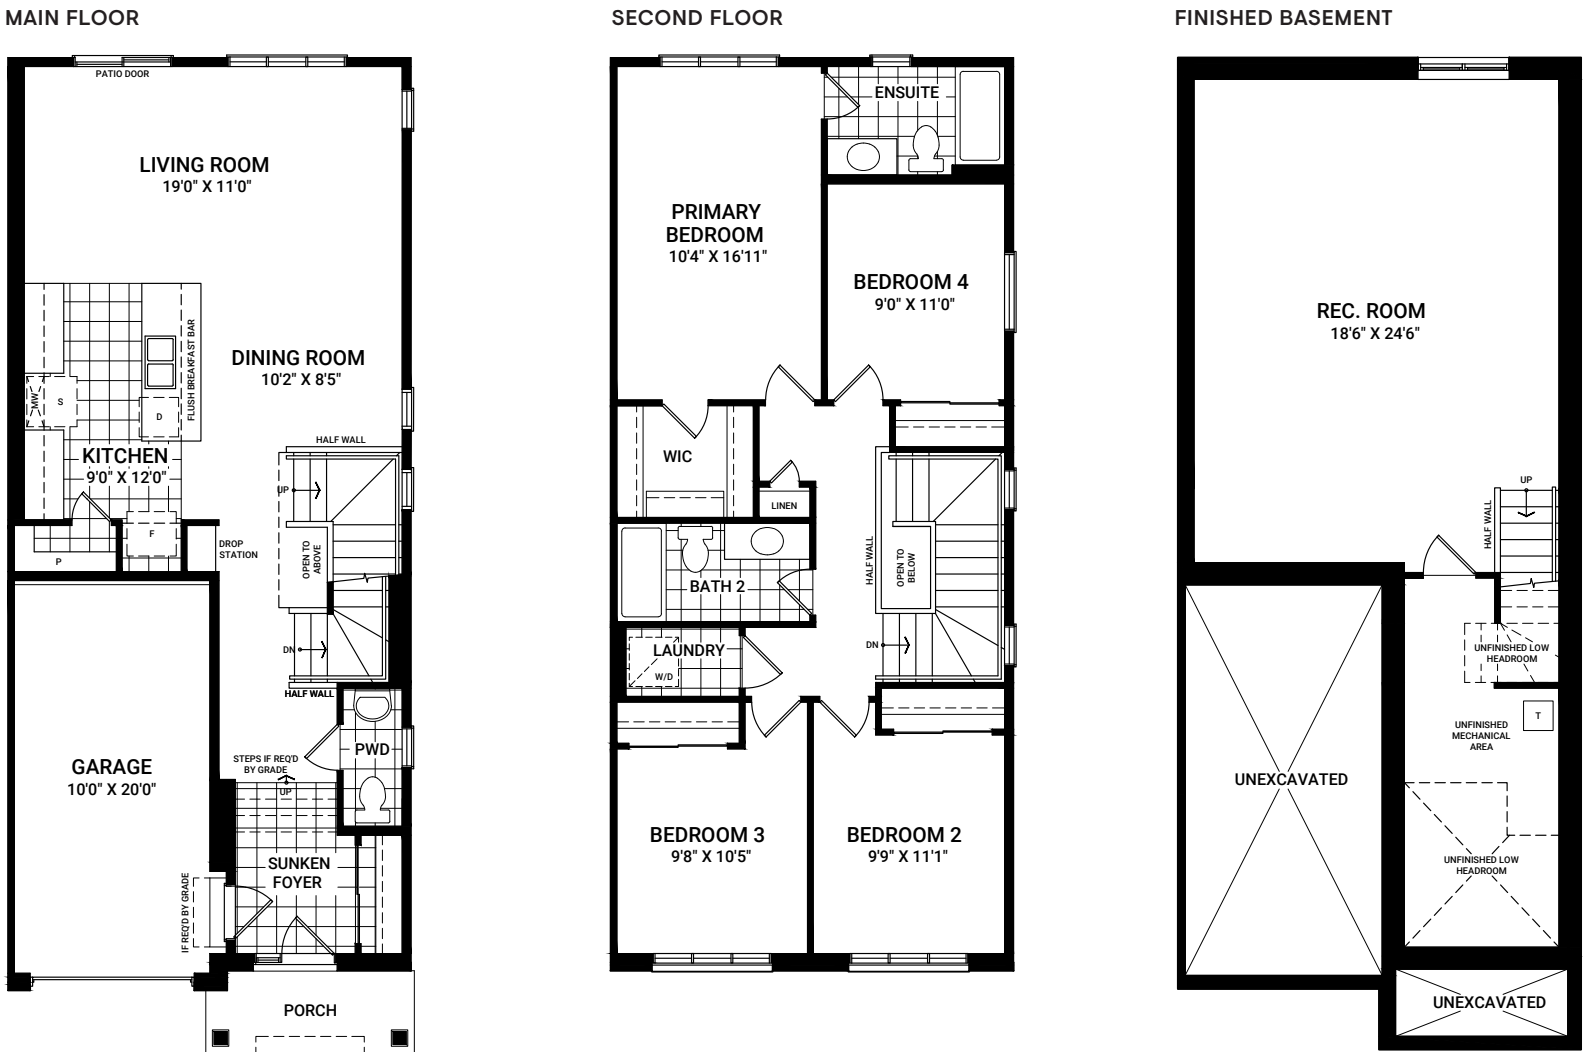 MAIN FLOOR
PATIO DOOR
LIVING ROOM
19'0" X 11'0"
FLUSH BREAKFAST BAR
DINING ROOM
10'2" X 8'5"
MW
S
D
KITCHEN
9'0" X 12'0"
HALF WALL
UP
F
P
DROP
STATION
OPEN TO
ABOVE
DN
HALF WALL
GARAGE
10'0" X 20'0"
STEPS IF REQ'D
BY GRADE
UP
PWD
SUNKEN
FOYER
IF REQ'D BY GRADE
PORCH
SECOND FLOOR
ENSUITE
PRIMARY
BEDROOM
10'4" X 16'11"
BEDROOM 4
9'0" X 11'0"
WIC
LINEN
BATH 2
HALF WALL
OPEN TO
BELOW
DN
LAUNDRY
W/D
BEDROOM 3
9'8" X 10'5"
BEDROOM 2
9'9" X 11'1"
FINISHED BASEMENT
REC. ROOM
18'6" X 24'6"
UP
HALF WALL
UNFINISHED LOW
HEADROOM
T
UNFINISHED
MECHANICAL
AREA
UNEXCAVATED
UNFINISHED LOW
HEADROOM
UNEXCAVATED